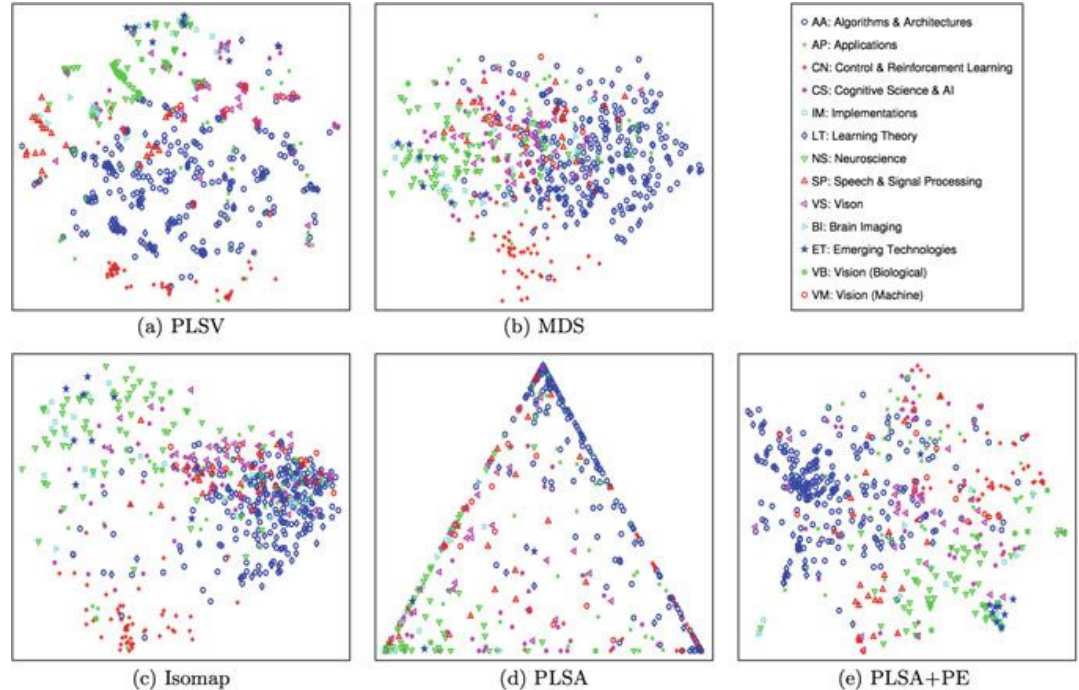 AA: Algorithms & Architectures
AP: Applications
CN: Control & Reinforcement Learning
CS: Cognitive Science & AI
IM: Implementations
LT: Learning Theory
NS: Neuroscience
SP: Speech & Signal Processing
VS: Vison
BI: Brain Imaging
ET: Emerging Technologies
VB: Vision (Biological)
VM: Vision (Machine)
(a) PLSV
(b) MDS
(c) Isomap
(d) PLSA
(e) PLSA+PE